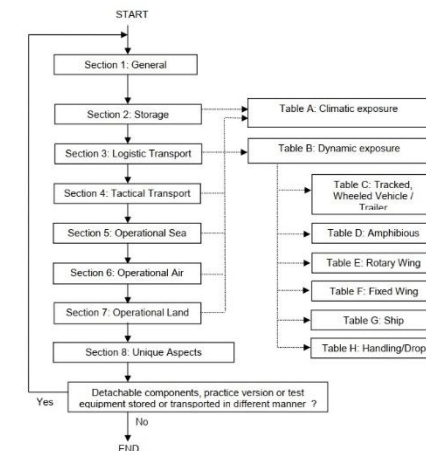 START
Section 1: General
Section 2: Storage
Table A: Climatic exposure
Section 3: Logistic Transport
Table B: Dynamic exposure
Section 4: Tactical Transport
Table C: Tracked,
Wheeled Vehicle /
Trailer
Section 5: Operational Sea
Table D: Amphibious
Section 6: Operational Air
Table E: Rotary Wing
Table F: Fixed Wing
Section 7: Operational Land
Table G: Ship
Section 8: Unique Aspects
Table H: Handling/Drop
Detachable components, practice version or test
equipment stored or transported in different manner ?
Yes
No
END